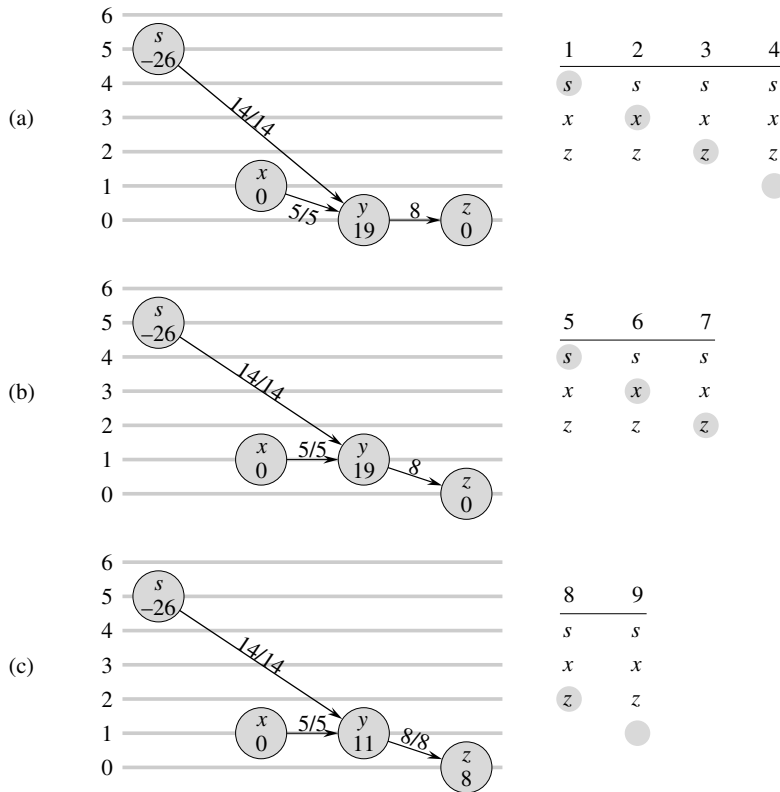 6
s
5
–26
1 2 3 4
4
14/14
s s s s
(a)
3
x x x x
2
z z z z
x
1
0
5/5
y
8
z
0
19
0
6
s
5
–26
5 6 7
4
14/14
s s s
(b)
3
x x x
2
z z z
x
5/5
y
1
0
19
8
z
0
0
6
s
5
–26
8 9
4
14/14
s s
(c)
3
x x
2
z z
x
5/5
y
1
0
11
8/8
z
0
8